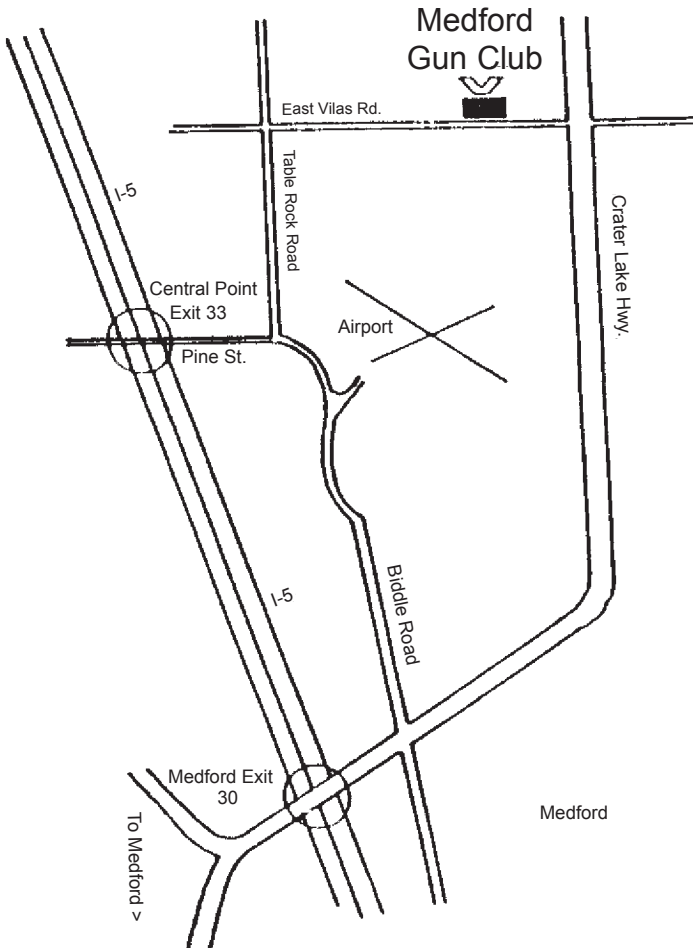 Medford
Gun Club
East Vilas Rd.
Table Rock Road
I-5
Crater Lake Hwy.
Central Point
Exit 33
Airport
Pine St.
I-5
Biddle Road
Medford Exit
30
To Medford >
Medford